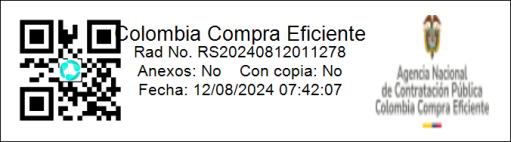 Colombia Compra Eficiente
Rad No. RS20240812011278
Anexos: No Con copia: No
Fecha: 12/08/2024 07:42:07
Agencia Nacional
de Contratación Pública
Colombia Compra Eficiente